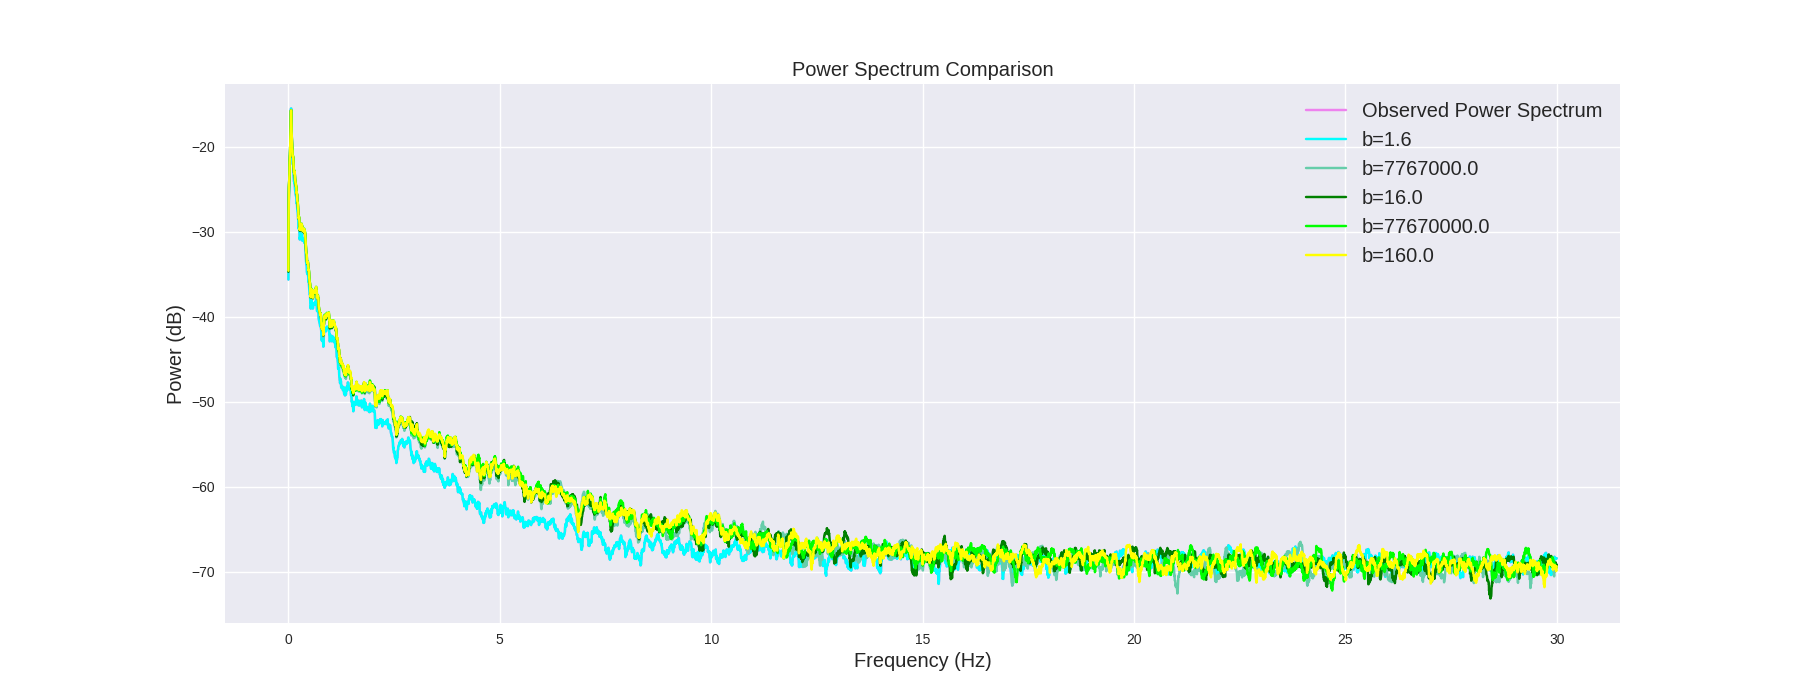 Power Spectrum Comparison
Observed Power Spectrum
b=1.6
b=7767000.0
b=16.0
b=77670000.0
b=160.0
−20
−30
−40
−50
−60
−70
Power (dB)
0 5 10 15 20 25 30
Frequency (Hz)